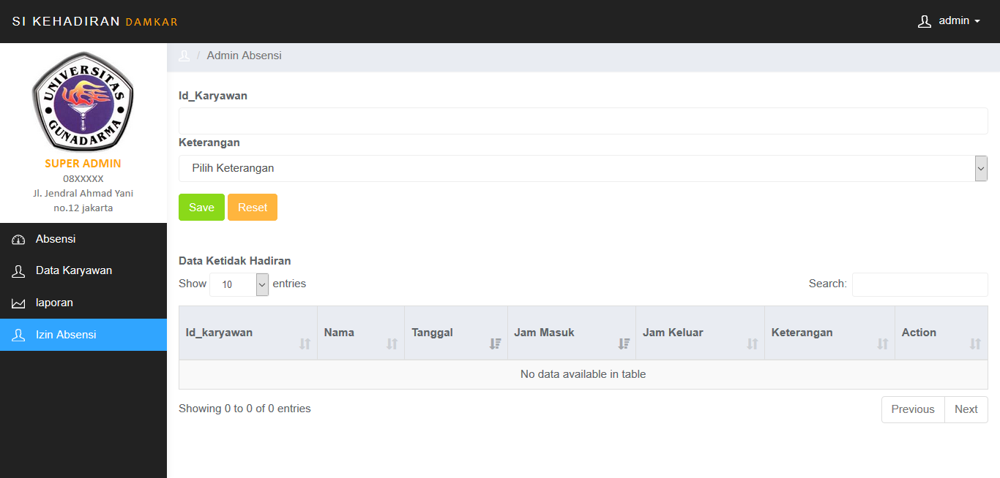 SI KEHADIRAN DAMKAR
admin
UNIVERSITAS
GUNADARMA
SUPER ADMIN
08XXXXX
Jl. Jendral Ahmad Yani
no.12 jakarta
Absensi
Data Karyawan
laporan
Izin Absensi
/ Admin Absensi
Id_Karyawan
Keterangan
Pilih Keterangan
Save Reset
Data Ketidak Hadiran
Show 10 entries Search:
Id_karyawan Nama Tanggal Jam Masuk Jam Keluar Keterangan Action
No data available in table
Showing 0 to 0 of 0 entries Previous Next